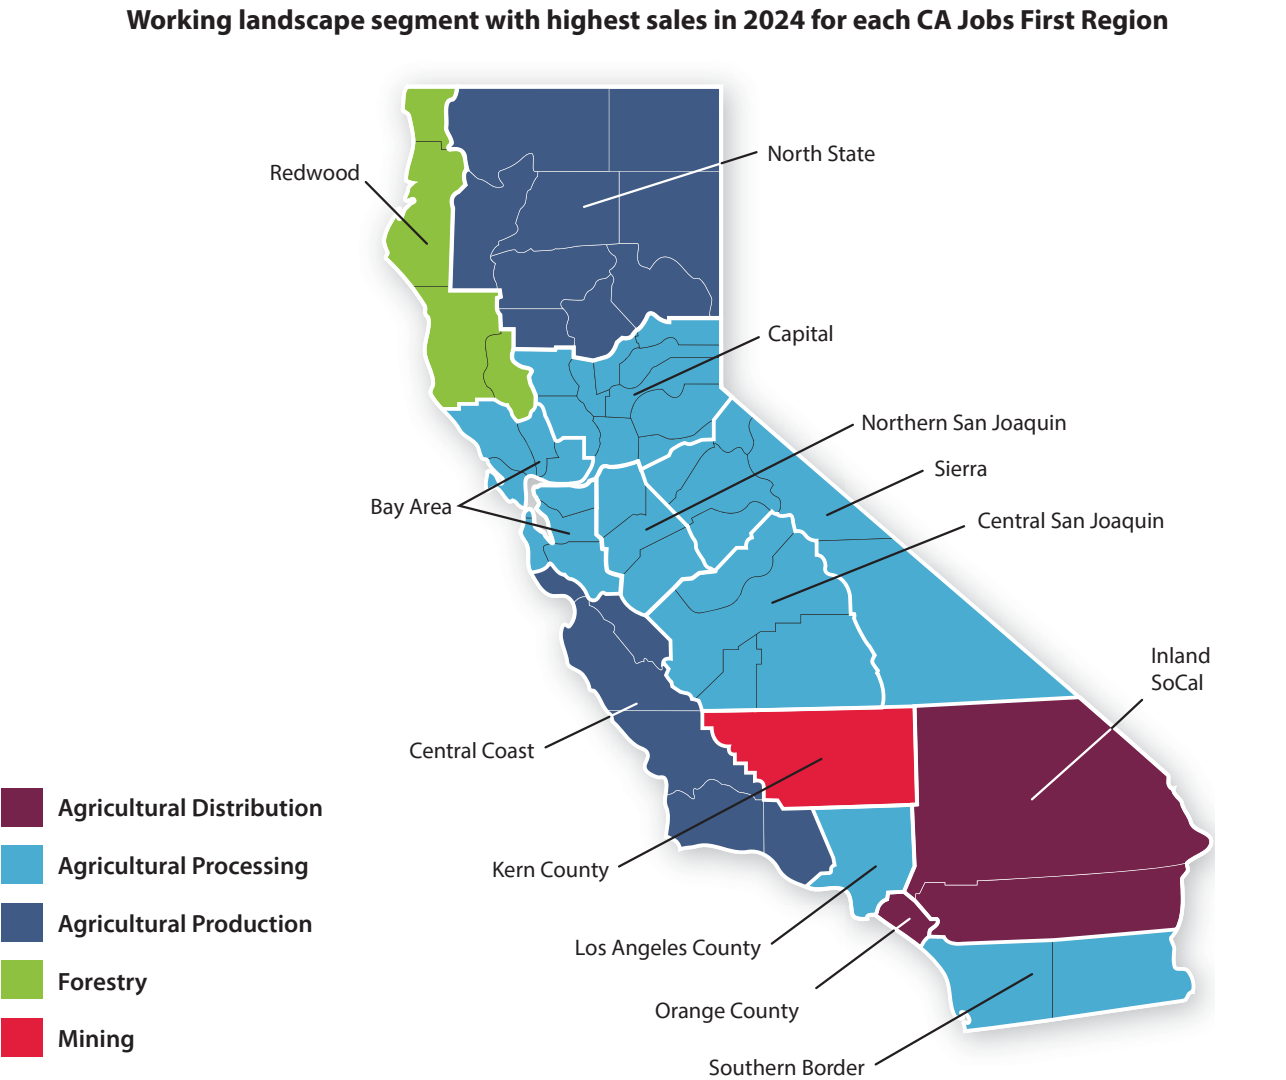 Working landscape segment with highest sales in 2024 for each CA Jobs First Region
North State
Redwood
Capital
Northern San Joaquin
Sierra
Bay Area
Central San Joaquin
Inland
SoCal
Central Coast
Agricultural Distribution
Agricultural Processing
Kern County
Agricultural Production
Los Angeles County
Forestry
Orange County
Mining
Southern Border